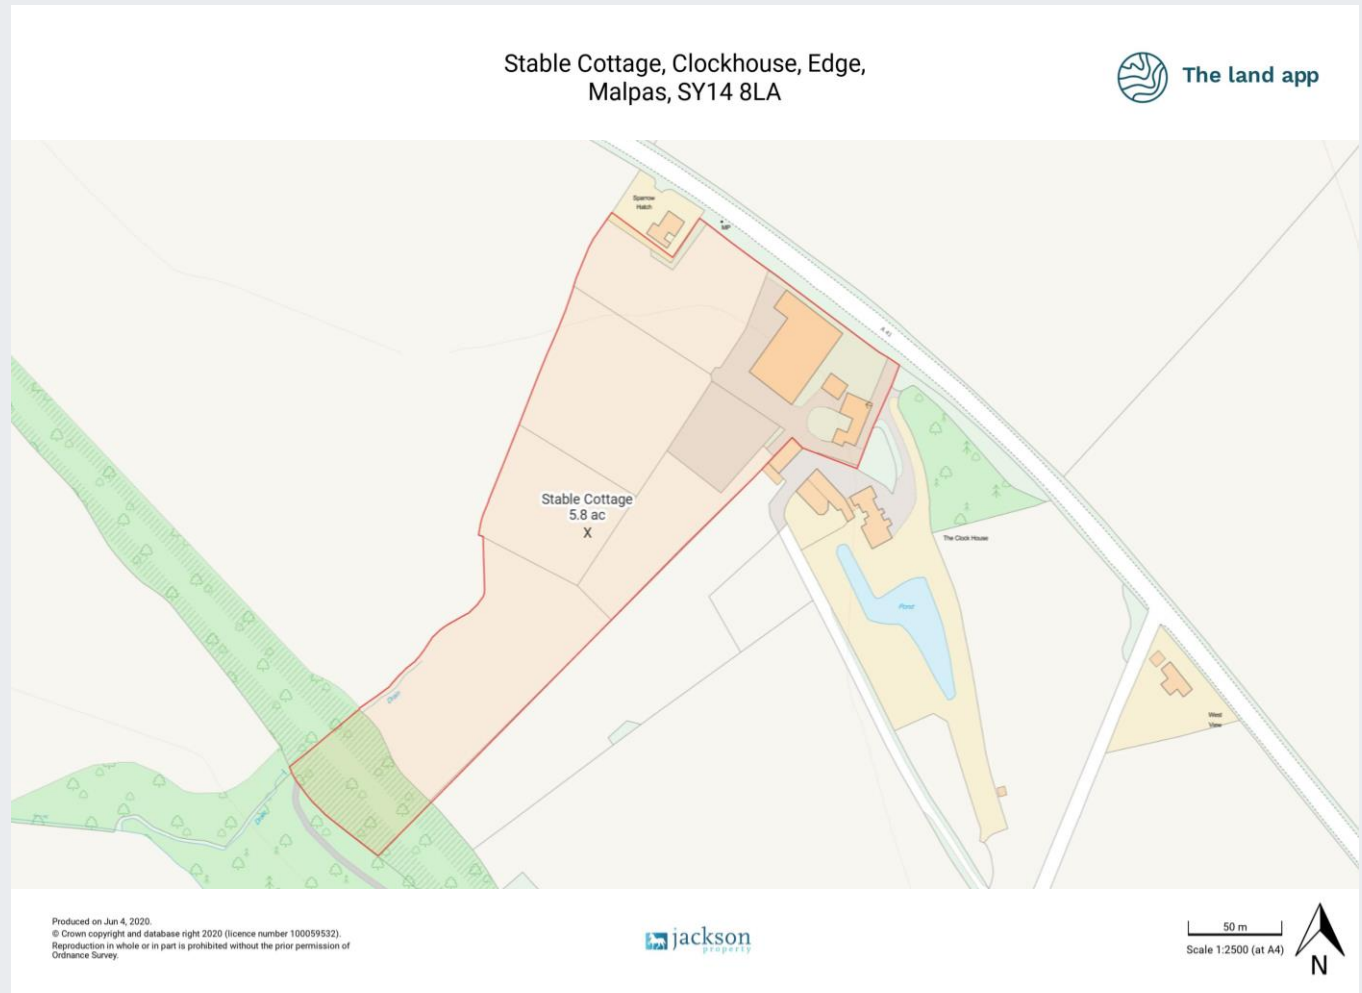 Stable Cottage, Clockhouse, Edge,
Malpas, SY14 8LA
The land app
Sparrow
Hatch
MP
A 41
Stable Cottage
5.8 ac
X
The Clock House
Pond
Drain
Drain
West
View
Produced on Jun 4, 2020.
© Crown copyright and database right 2020 (licence number 100059532).
Reproduction in whole or in part is prohibited without the prior permission of
Ordnance Survey.
jackson
property
50 m
Scale 1:2500 (at A4)
N